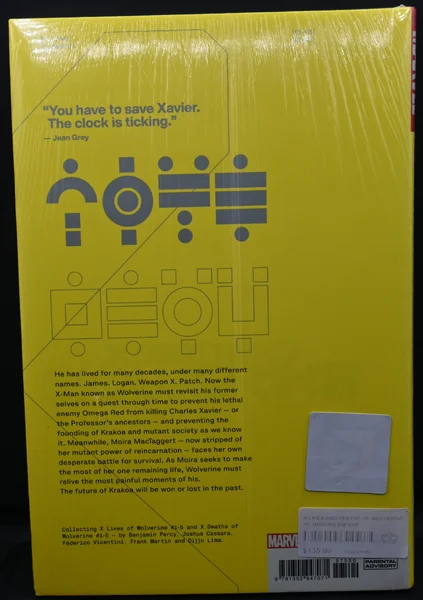 “You have to save Xavier.
The clock is ticking.”
— Jean Grey
He has lived for many decades, under many different
names. James. Logan. Weapon X. Patch. Now the
X-Man known as Wolverine must revisit his former
selves on a quest through time to prevent his lethal
enemy Omega Red from killing Charles Xavier — or
the Professor's ancestors — and preventing the
founding of Krakoa and mutant society as we know
it. Meanwhile, Moira MacTaggert — now stripped of
her mutant power of reincarnation — faces her own
desperate battle for survival. As Moira seeks to make
the most of her one remaining life, Wolverine must
relive the most painful moments of his.
The future of Krakoa will be won or lost in the past.
Collecting X Lives of Wolverine #1-5 and X Deaths of
Wolverine #1-5 — by Benjamin Percy, Joshua Cassara,
Federico Vicentini, Frank Martin and Dijjo Lima.
MARVEL
PARENTAL
ADVISORY